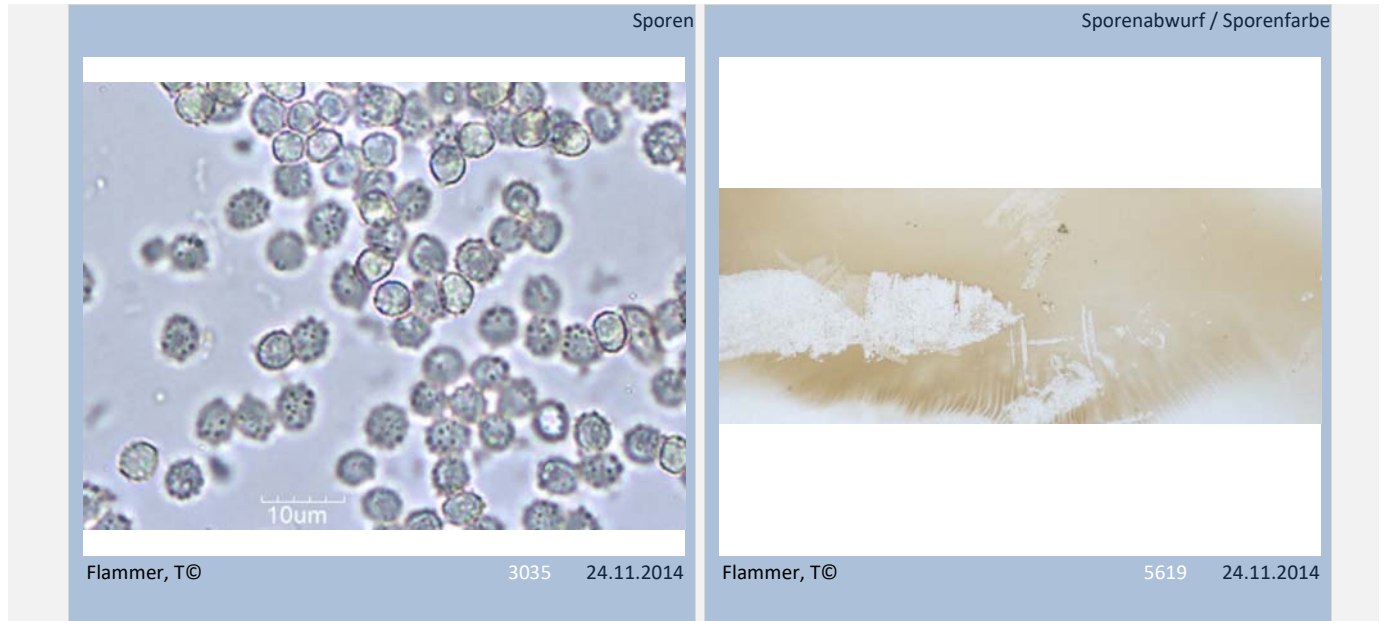 Sporen
10um
Flammer, T© 3035 24.11.2014
Sporenabwurf / Sporenfarbe
Flammer, T© 5619 24.11.2014